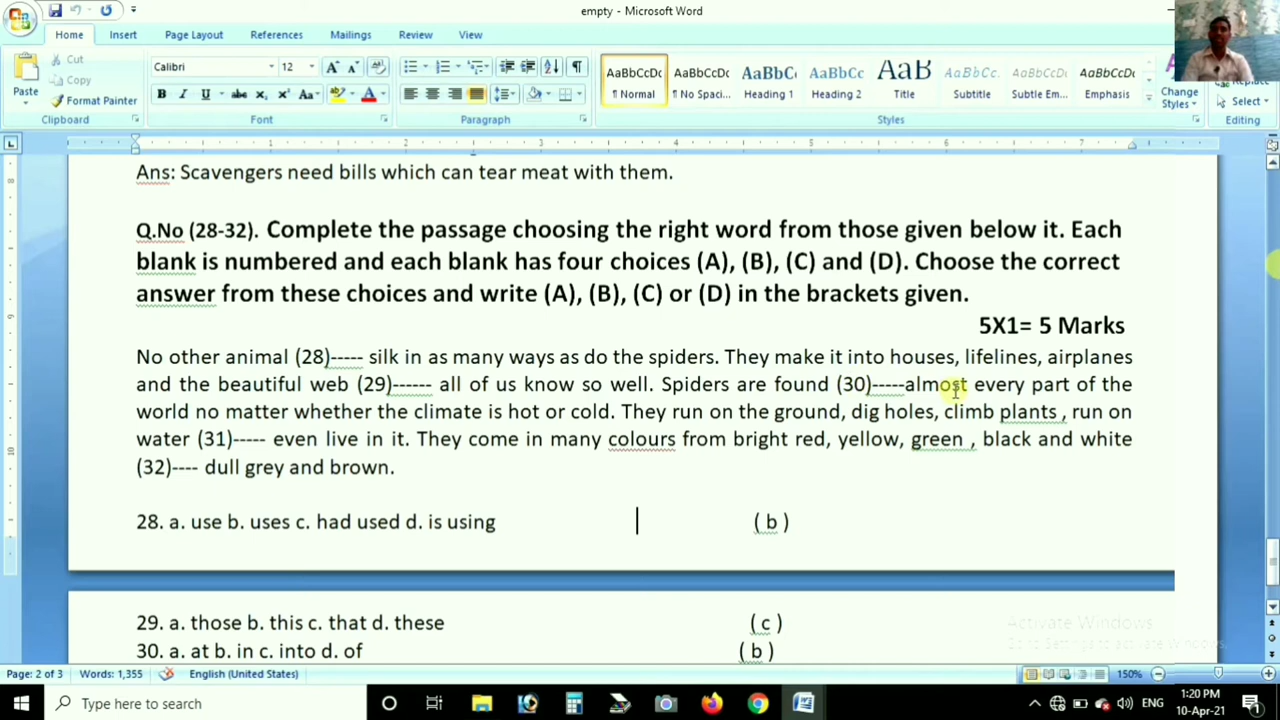 empty - Microsoft Word
Home Insert Page Layout References Mailings Review View
Cut
Copy
Paste
Format Painter
Clipboard
Calibri 12
Font
Paragraph
AaBbCcDc AaBbCcDc AaBbC AaBbCc AaB AaBbCc. AaBbCcDc AaBbCcDc
¶ Normal ¶ No Spaci... Heading 1 Heading 2 Title Subtitle Subtle Em... Emphasis
Change Styles
Styles
Replace
Select
Editing
Ans: Scavengers need bills which can tear meat with them.
Q.No (28-32). Complete the passage choosing the right word from those given below it. Each
blank is numbered and each blank has four choices (A), (B), (C) and (D). Choose the correct
answer from these choices and write (A), (B), (C) or (D) in the brackets given.
5X1= 5 Marks
No other animal (28)----- silk in as many ways as do the spiders. They make it into houses, lifelines, airplanes
and the beautiful web (29)------ all of us know so well. Spiders are found (30)-----almost every part of the
world no matter whether the climate is hot or cold. They run on the ground, dig holes, climb plants , run on
water (31)----- even live in it. They come in many colours from bright red, yellow, green , black and white
(32)---- dull grey and brown.
28. a. use b. uses c. had used d. is using ( b )
29. a. those b. this c. that d. these ( c )
30. a. at b. in c. into d. of ( b )
Activate Windows
Go to Settings to activate Windows.
Page: 2 of 3 Words: 1,355 English (United States) 150%
Type here to search
ENG
1:20 PM
10-Apr-21